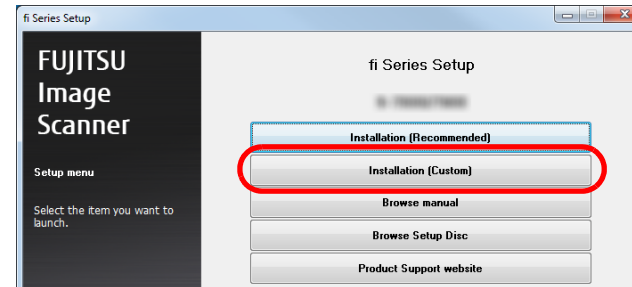 fi Series Setup
FUJITSU
Image
Scanner
Setup menu
Select the item you want to
launch.
fi Series Setup
Installation (Recommended)
Installation (Custom)
Browse manual
Browse Setup Disc
Product Support website